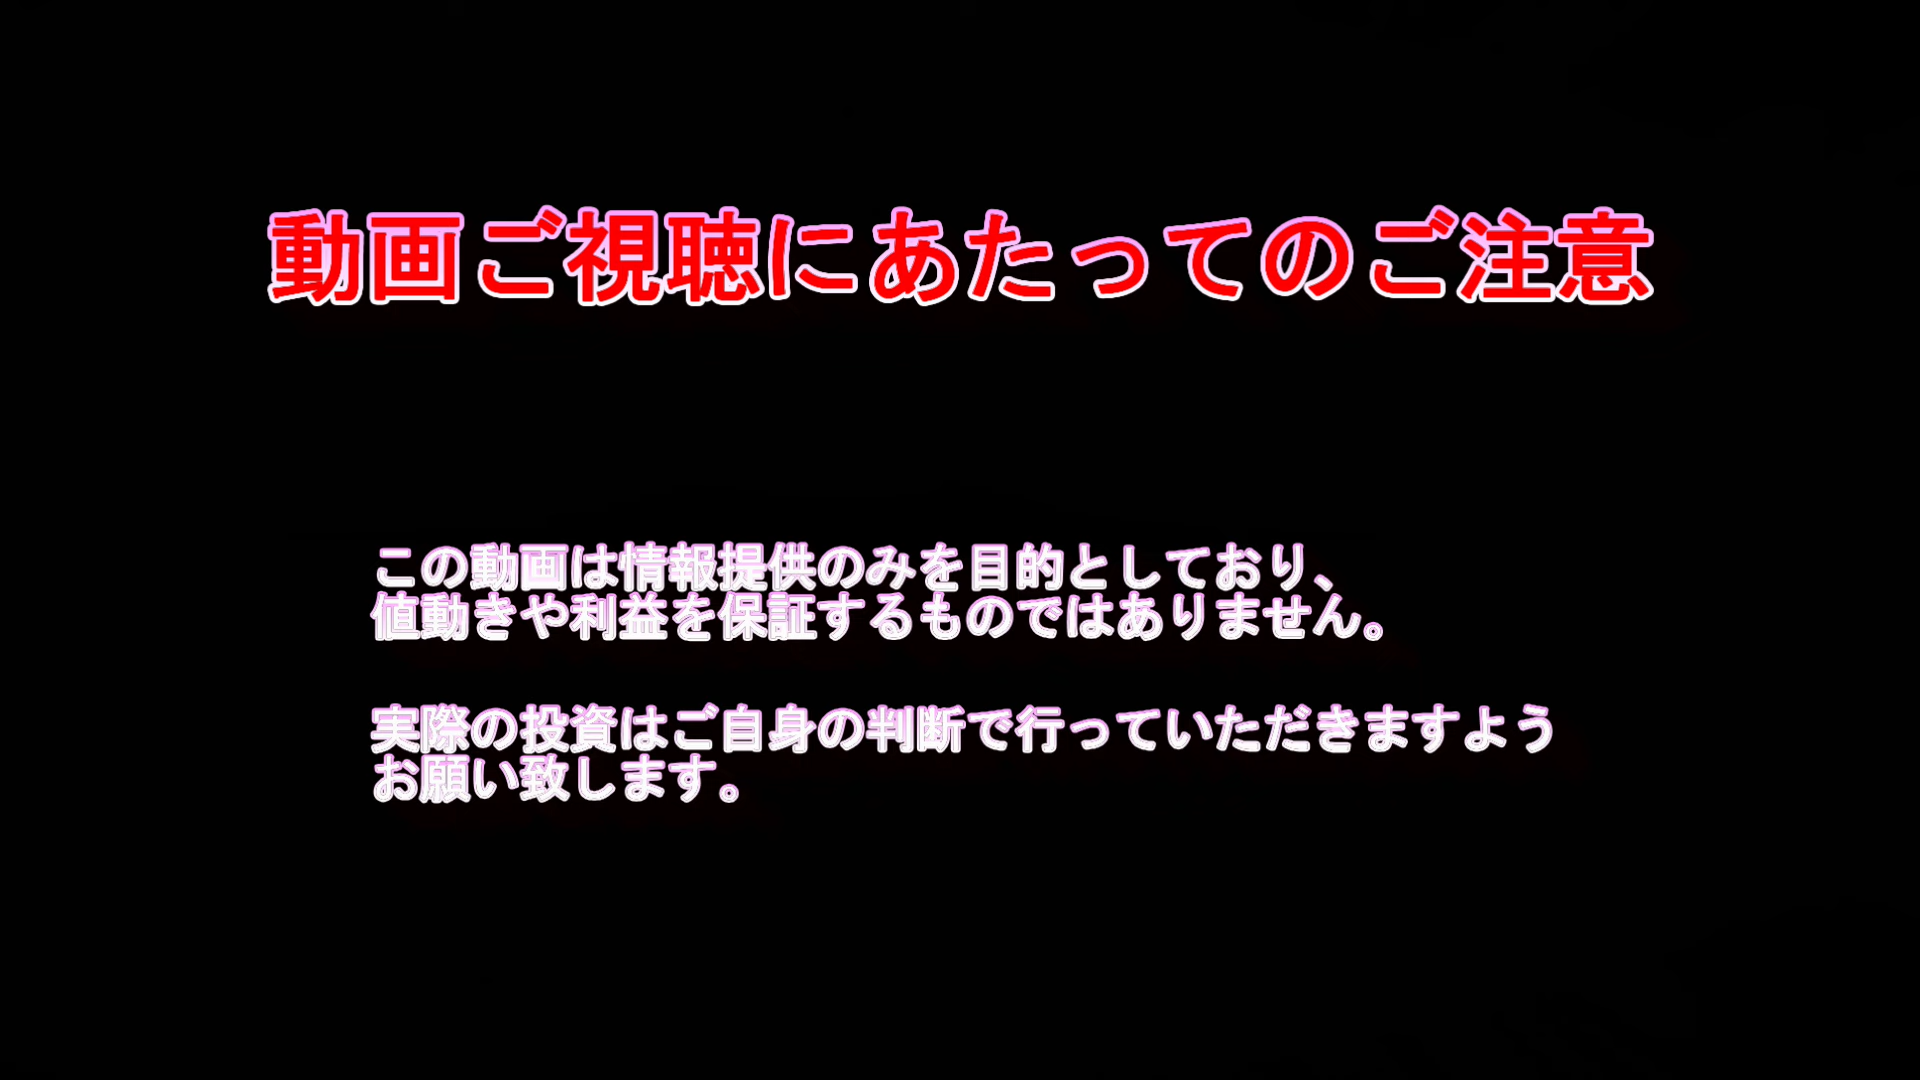 動画ご視聴にあたってのご注意
この動画は情報提供のみを目的としており、
値動きや利益を保証するものではありません。
実際の投資はご自身の判断で行っていただきますよう
お願い致します。